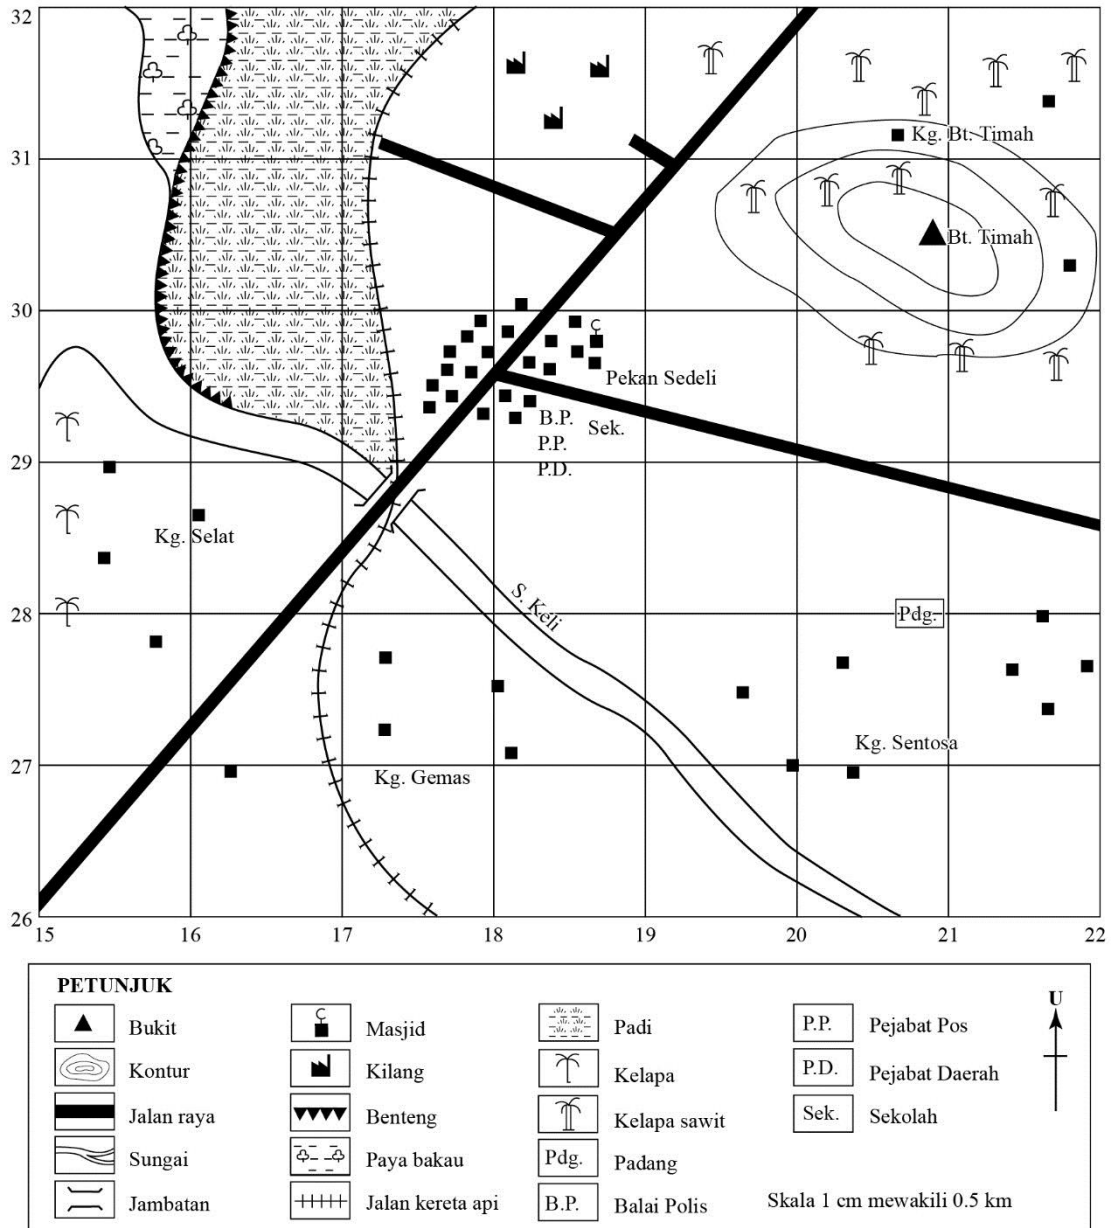 32
Kg. Bt. Timah
31
Bt. Timah
30
Pekan Sedeli
B.P.
Sek.
P.P.
29
P.D.
Kg. Selat
S. Keli
28
Pdg.
Kg. Sentosa
27
Kg. Gemas
26
15 16 17 18 19 20 21 22
PETUNJUK
U
Bukit
Masjid
Padi
P.P. Pejabat Pos
Kontur
Kilang
Kelapa
P.D. Pejabat Daerah
Jalan raya
Benteng
Kelapa sawit
Sek. Sekolah
Sungai
Paya bakau
Pdg. Padang
Jambatan
Jalan kereta api
B.P. Balai Polis
Skala 1 cm mewakili 0.5 km